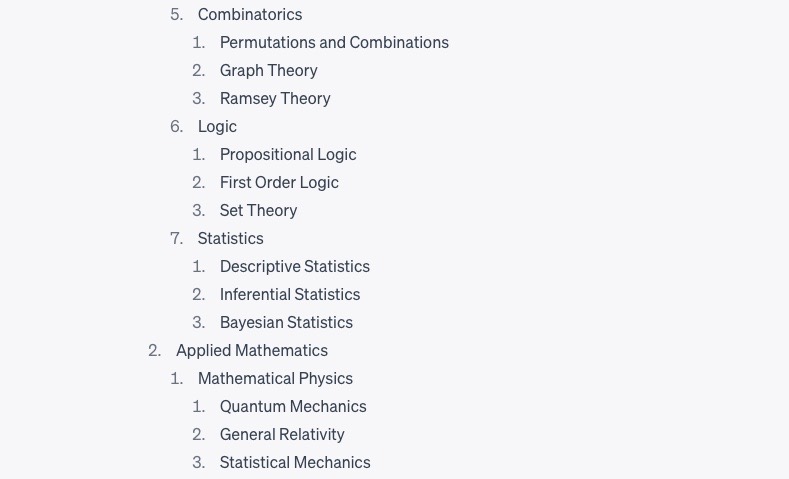 5. Combinatorics
1. Permutations and Combinations
2. Graph Theory
3. Ramsey Theory
6. Logic
1. Propositional Logic
2. First Order Logic
3. Set Theory
7. Statistics
1. Descriptive Statistics
2. Inferential Statistics
3. Bayesian Statistics
2. Applied Mathematics
1. Mathematical Physics
1. Quantum Mechanics
2. General Relativity
3. Statistical Mechanics